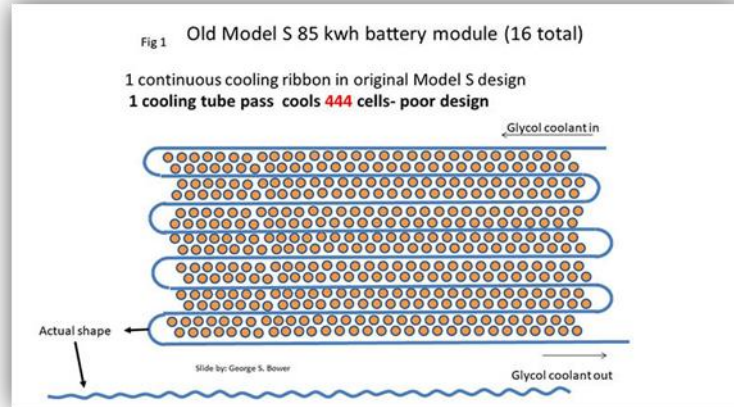 Fig 1 Old Model S 85 kwh battery module (16 total)
1 continuous cooling ribbon in original Model S design
1 cooling tube pass cools 444 cells- poor design
Glycol coolant in
Actual shape
Slide by: George S. Bower
Glycol coolant out